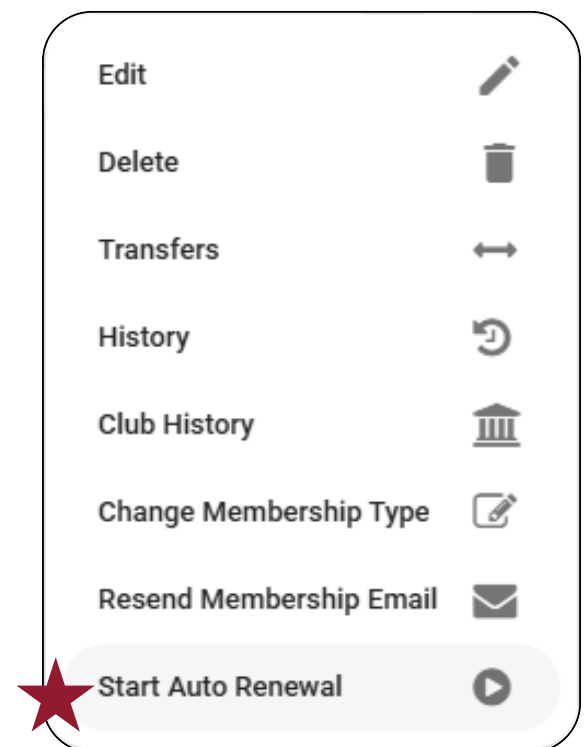 Edit
Delete
Transfers
History
Club History
Change Membership Type
Resend Membership Email
Start Auto Renewal